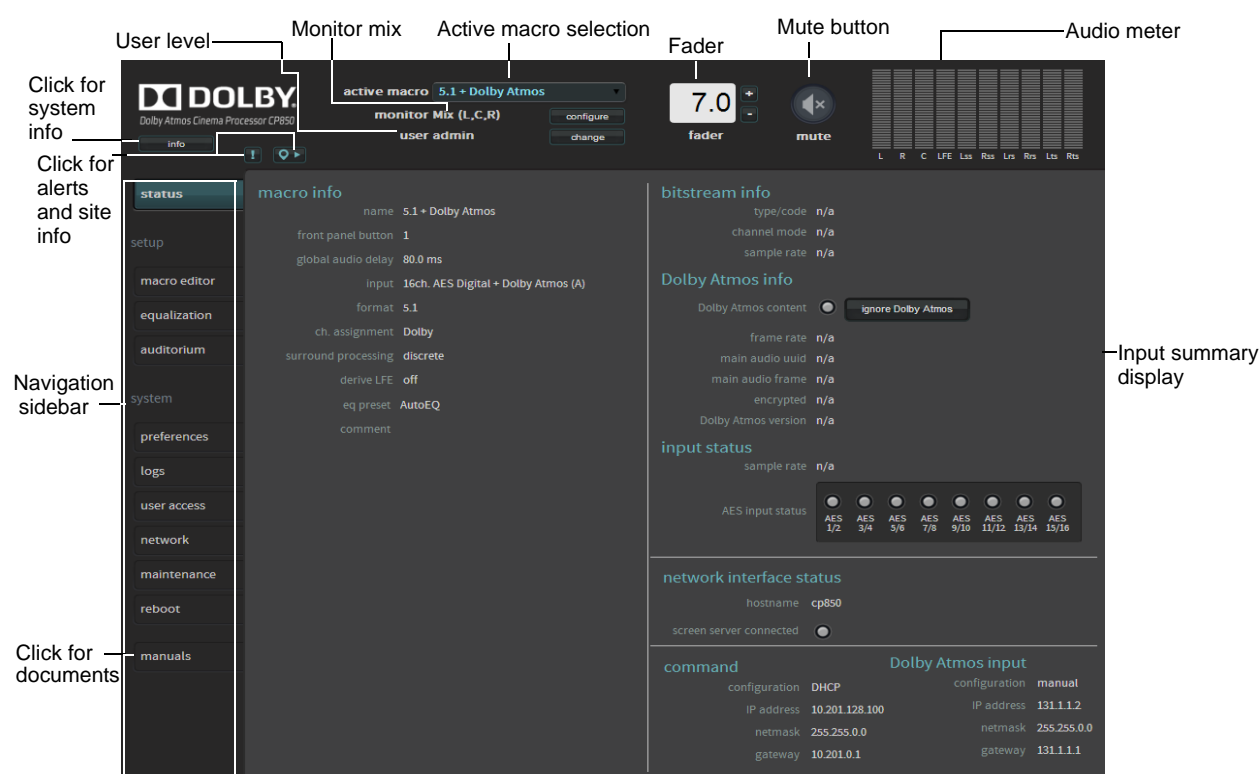 User level
Monitor mix
Active macro selection
Fader
Mute button
Audio meter
Click for
system
info
Click for
alerts
and site
info
Navigation
sidebar
Click for
documents
Input summary
display
DOLBY.
Dolby Atmos Cinema Processor CP850
info
active macro 5.1 + Dolby Atmos
monitor Mix (L,C,R) configure
user admin change
7.0 + -
fader
mute
L R C LFE Lss Rss Lrs Rrs Lts Rts
!
status
setup
macro editor
equalization
auditorium
system
preferences
logs
user access
network
maintenance
reboot
manuals
macro info
name 5.1 + Dolby Atmos
front panel button 1
global audio delay 80.0 ms
input 16ch. AES Digital + Dolby Atmos (A)
format 5.1
ch. assignment Dolby
surround processing discrete
derive LFE off
eq preset AutoEQ
comment
bitstream info
type/code n/a
channel mode n/a
sample rate n/a
Dolby Atmos info
Dolby Atmos content ignore Dolby Atmos
frame rate n/a
main audio uuid n/a
main audio frame n/a
encrypted n/a
Dolby Atmos version n/a
input status
sample rate n/a
AES input status
AES 1/2 AES 3/4 AES 5/6 AES 7/8 AES 9/10 AES 11/12 AES 13/14 AES 15/16
network interface status
hostname cp850
screen server connected
command
configuration DHCP
IP address 10.201.128.100
netmask 255.255.0.0
gateway 10.201.0.1
Dolby Atmos input
configuration manual
IP address 131.1.1.2
netmask 255.255.0.0
gateway 131.1.1.1